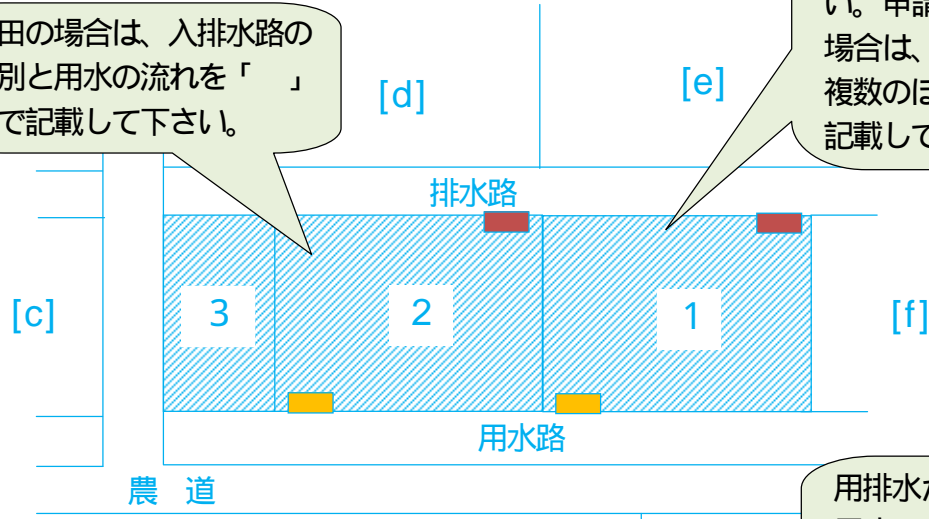 田の場合は、入排水路の
別と用水の流れを「　」
で記載して下さい。
い。申請
場合は、
複数のほ
記載して
[d]
[e]
排水路
[c]
3
2
1
[f]
用水路
農 道
用排水が